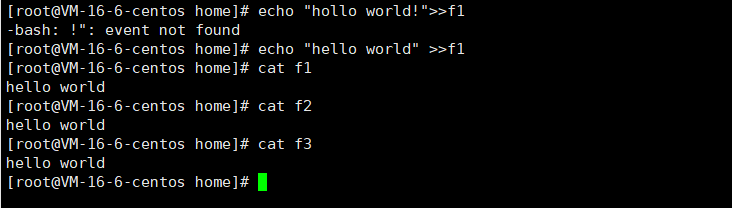 [root@VM-16-6-centos home]# echo "hollo world!">>f1
-bash: !": event not found
[root@VM-16-6-centos home]# echo "hello world" >>f1
[root@VM-16-6-centos home]# cat f1
hello world
[root@VM-16-6-centos home]# cat f2
hello world
[root@VM-16-6-centos home]# cat f3
hello world
[root@VM-16-6-centos home]#